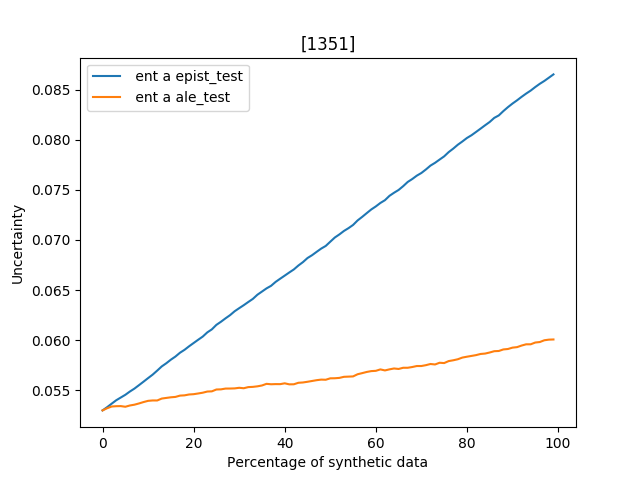 [1351]
ent a epist_test
ent a ale_test
Uncertainty
0.085
0.080
0.075
0.070
0.065
0.060
0.055
0 20 40 60 80 100
Percentage of synthetic data